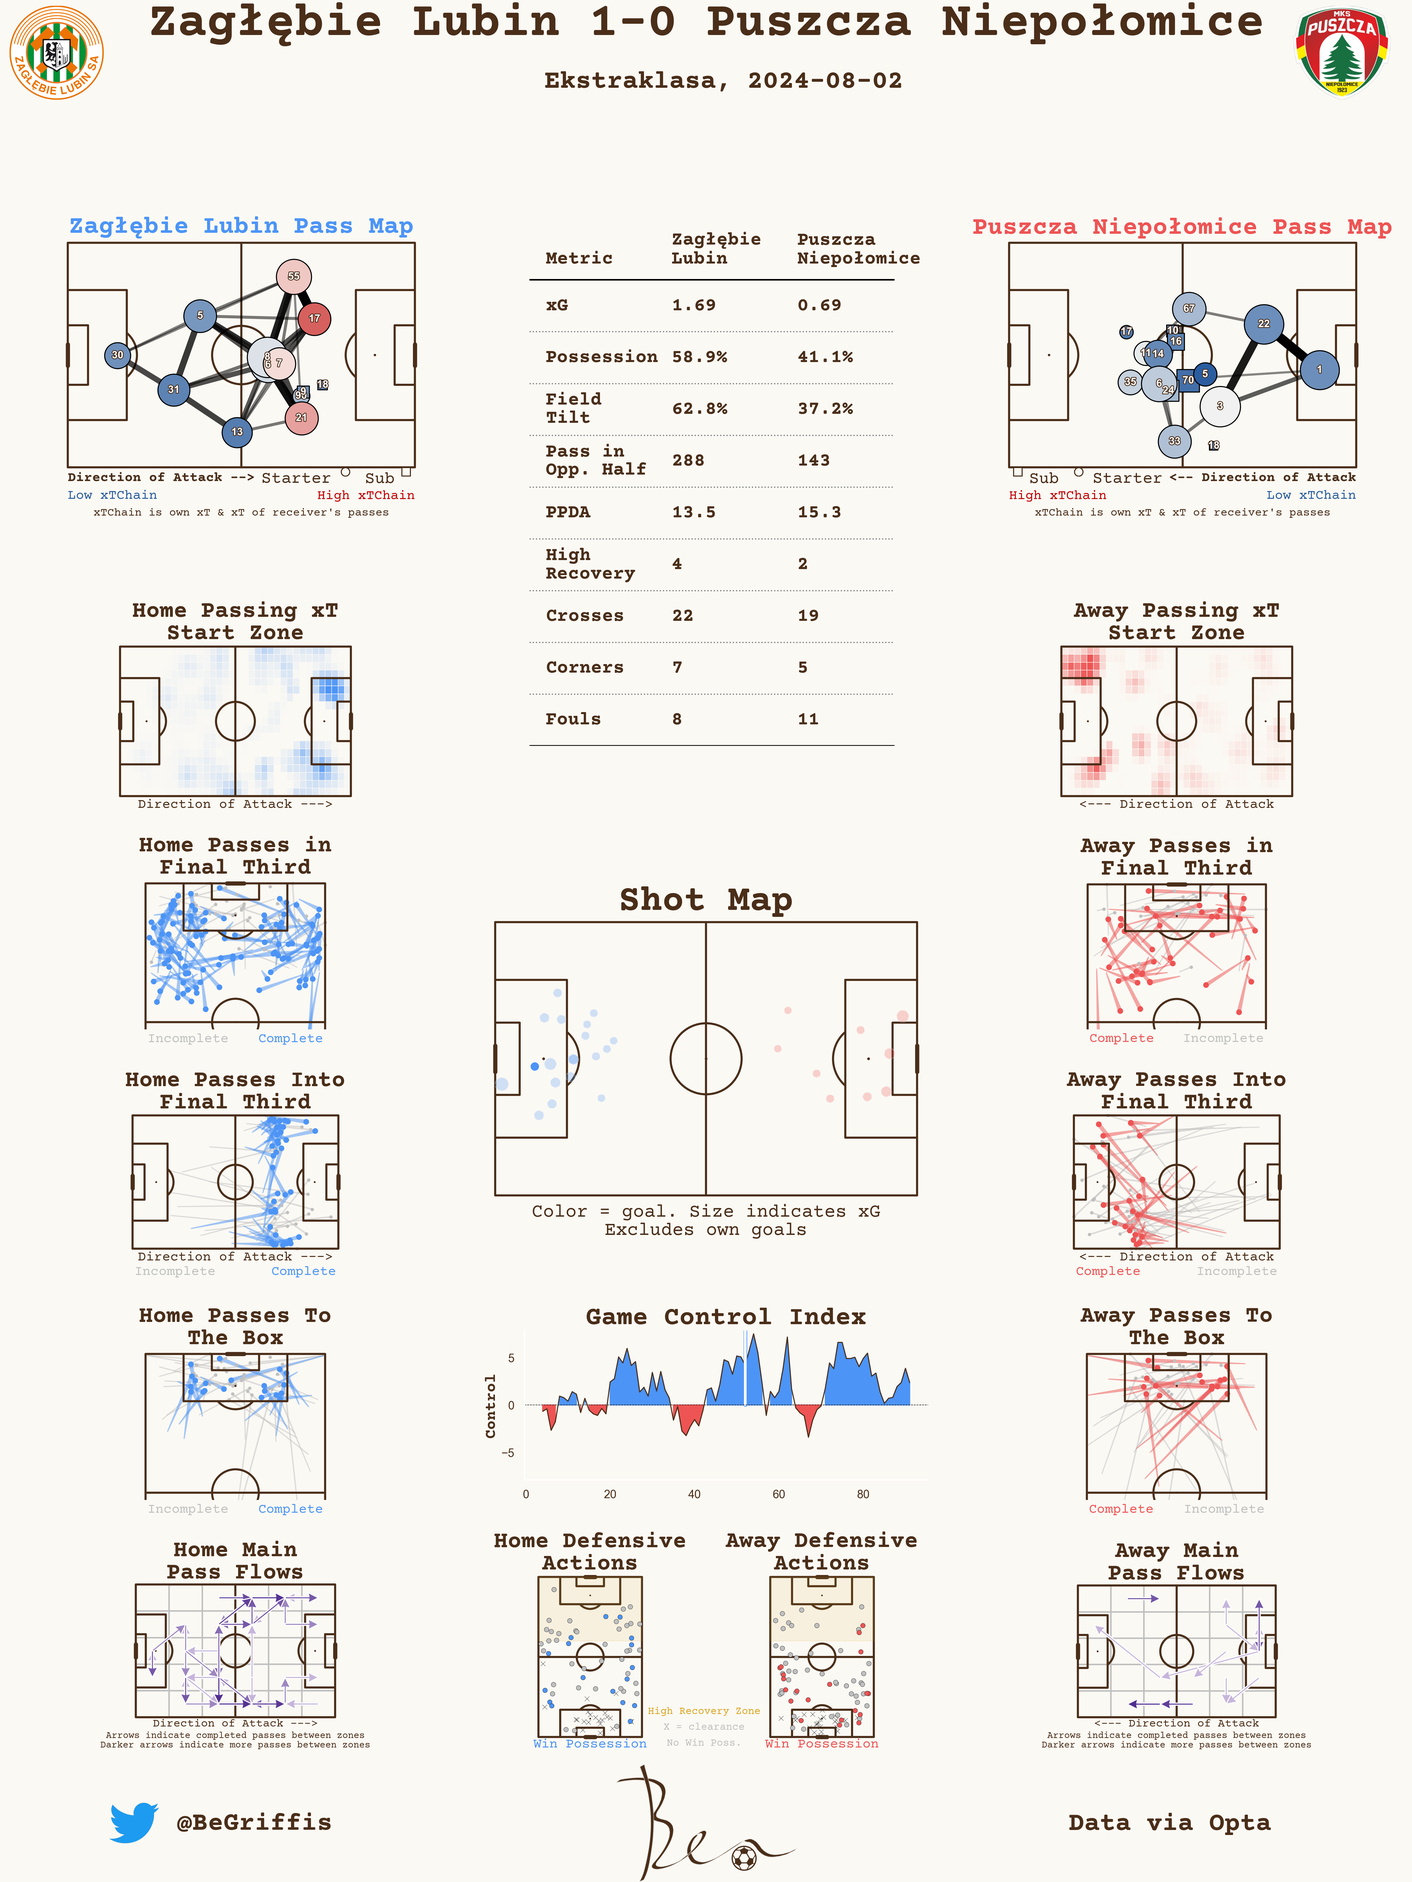 Zagłębie Lubin 1-0 Puszcza Niepołomice
Ekstraklasa, 2024-08-02
ZAGŁĘBIE LUBIN SA
MKS
PUSZCZA
NIEPOŁOMICE
1923
Zagłębie Lubin Pass Map
55
5
17
30
8
6
7
31
18
9
21
13
Direction of Attack --> Starter Sub
Low xTChain High xTChain
xTChain is own xT & xT of receiver's passes
Metric Zagłębie Lubin Puszcza Niepołomice
xG 1.69 0.69
Possession 58.9% 41.1%
Field Tilt 62.8% 37.2%
Pass in Opp. Half 288 143
PPDA 13.5 15.3
High Recovery 4 2
Crosses 22 19
Corners 7 5
Fouls 8 11
Puszcza Niepołomice Pass Map
67
22
17
10
16
11
14
1
5
70
35
6
24
3
33
18
Sub Starter <-- Direction of Attack
High xTChain Low xTChain
xTChain is own xT & xT of receiver's passes
Home Passing xT
Start Zone
Direction of Attack --->
Away Passing xT
Start Zone
<--- Direction of Attack
Home Passes in
Final Third
Incomplete Complete
Away Passes in
Final Third
Complete Incomplete
Shot Map
Color = goal. Size indicates xG
Excludes own goals
Home Passes Into
Final Third
Direction of Attack --->
Incomplete Complete
Away Passes Into
Final Third
<--- Direction of Attack
Complete Incomplete
Home Passes To
The Box
Incomplete Complete
Game Control Index
Control
5
0
−5
0 20 40 60 80
Away Passes To
The Box
Complete Incomplete
Home Main
Pass Flows
Direction of Attack --->
Arrows indicate completed passes between zones
Darker arrows indicate more passes between zones
Home Defensive
Actions
Win Possession
Away Defensive
Actions
Win Possession
High Recovery Zone
X = clearance
No Win Poss.
Away Main
Pass Flows
<--- Direction of Attack
Arrows indicate completed passes between zones
Darker arrows indicate more passes between zones
@BeGriffis
Ben
Data via Opta